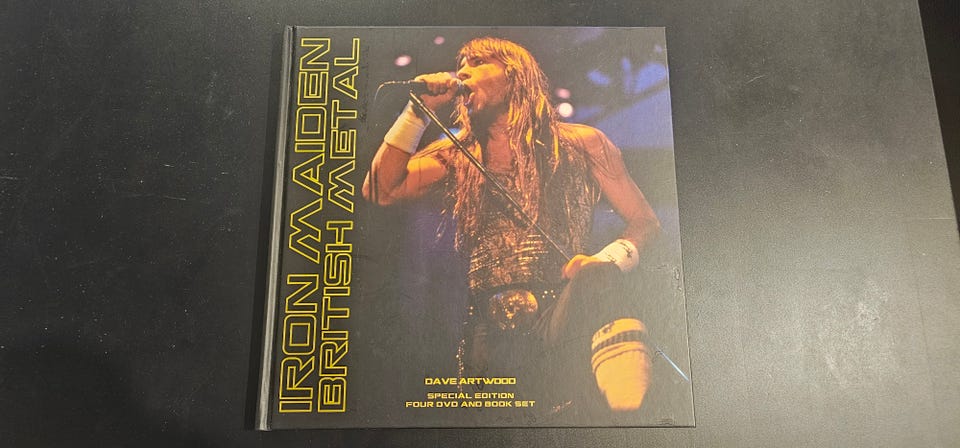 IRON MAIDEN
BRITISH METAL
DAVE ARTWOOD
SPECIAL EDITION
FOUR DVD AND BOOK SET